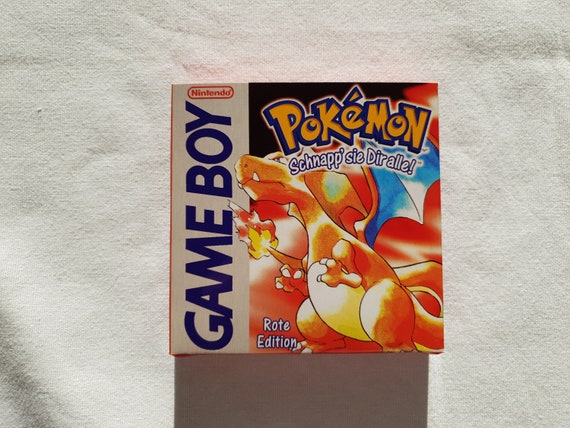 Nintendo
GAME BOY
POKéMON
Schnapp' sie Dir alle!
Rote
Edition